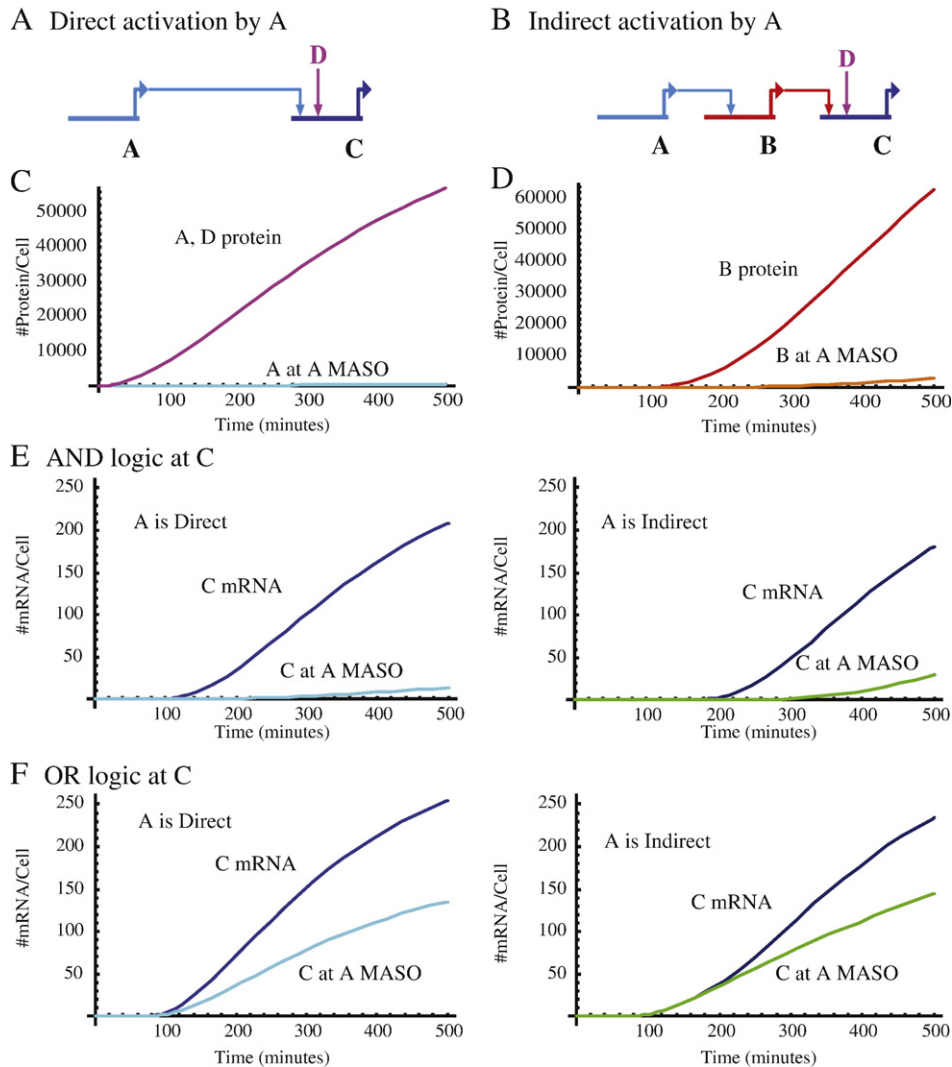 A Direct activation by A
B Indirect activation by A
D
A
C
D
A
B
C
C
50000
40000
30000
20000
10000
#Protein/Cell
A, D protein
A at A MASO
100 200 300 400 500
Time (minutes)
D
60000
50000
40000
30000
20000
10000
#Protein/Cell
B protein
B at A MASO
100 200 300 400 500
Time (minutes)
E AND logic at C
250
200
150
100
50
#mRNA/Cell
A is Direct
C mRNA
C at A MASO
100 200 300 400 500
Time (minutes)
250
200
150
100
50
#mRNA/Cell
A is Indirect
C mRNA
C at A MASO
100 200 300 400 500
Time (minutes)
F OR logic at C
250
200
150
100
50
#mRNA/Cell
A is Direct
C mRNA
C at A MASO
100 200 300 400 500
Time (minutes)
250
200
150
100
50
#mRNA/Cell
A is Indirect
C mRNA
C at A MASO
100 200 300 400 500
Time (minutes)